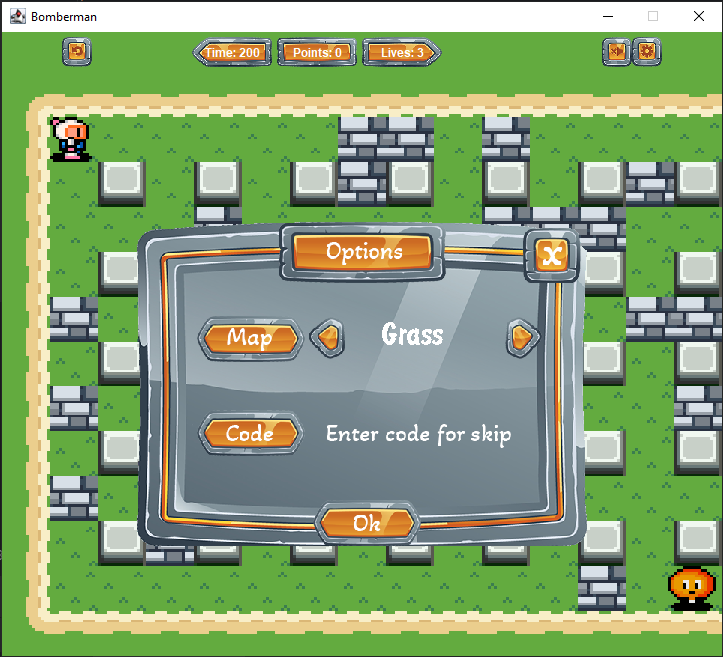 Bomberman
Time: 200
Points: 0
Lives: 3
Options
X
Map
Grass
Code
Enter code for skip
Ok